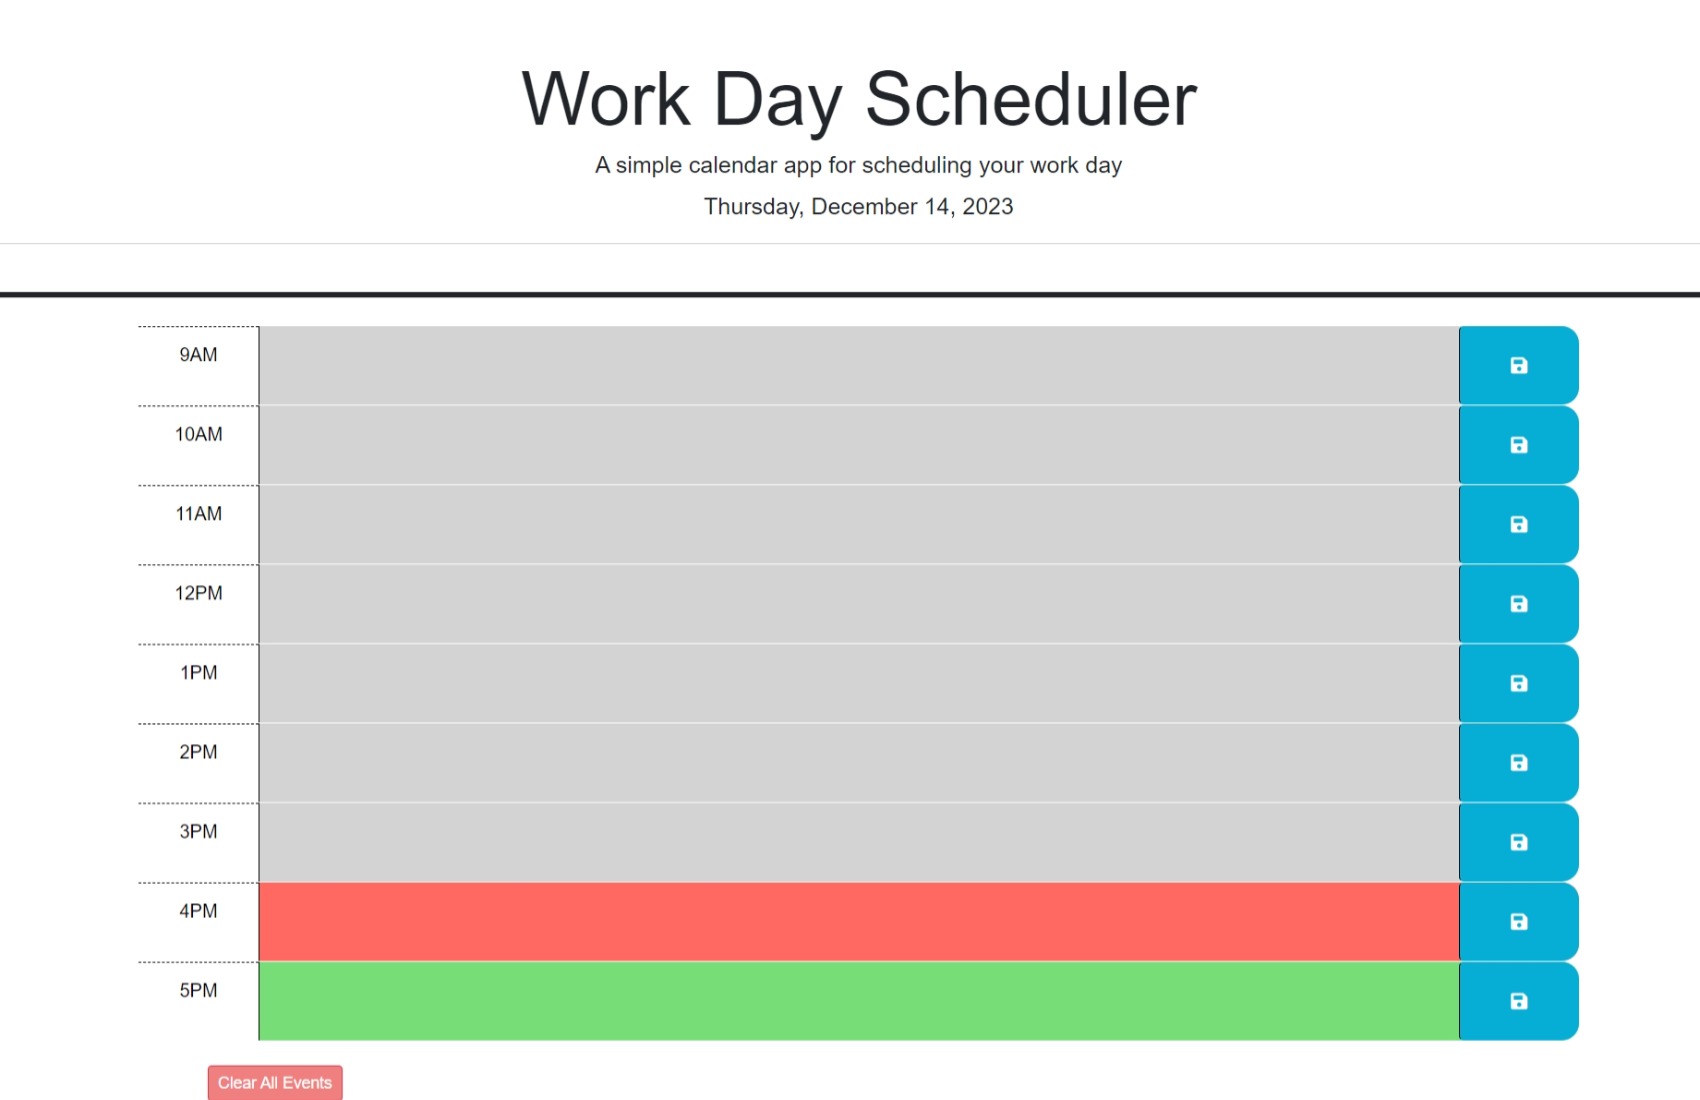 Work Day Scheduler
A simple calendar app for scheduling your work day
Thursday, December 14, 2023
9AM
10AM
11AM
12PM
1PM
2PM
3PM
4PM
5PM
Clear All Events